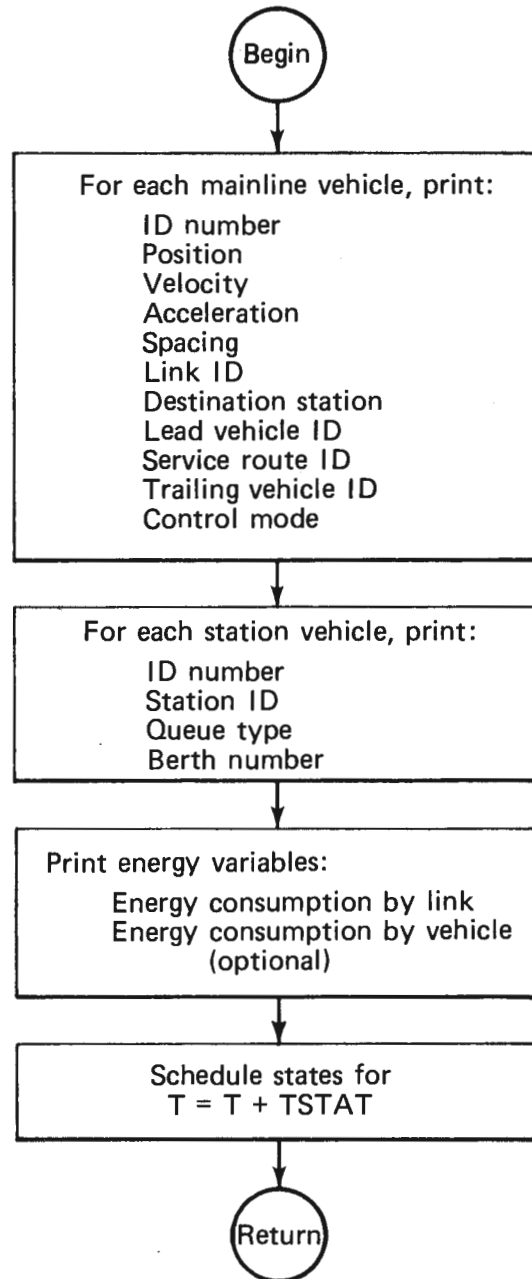 Begin
For each mainline vehicle, print:
ID number
Position
Velocity
Acceleration
Spacing
Link ID
Destination station
Lead vehicle ID
Service route ID
Trailing vehicle ID
Control mode
For each station vehicle, print:
ID number
Station ID
Queue type
Berth number
Print energy variables:
Energy consumption by link
Energy consumption by vehicle
(optional)
Schedule states for
T = T + TSTAT
Return